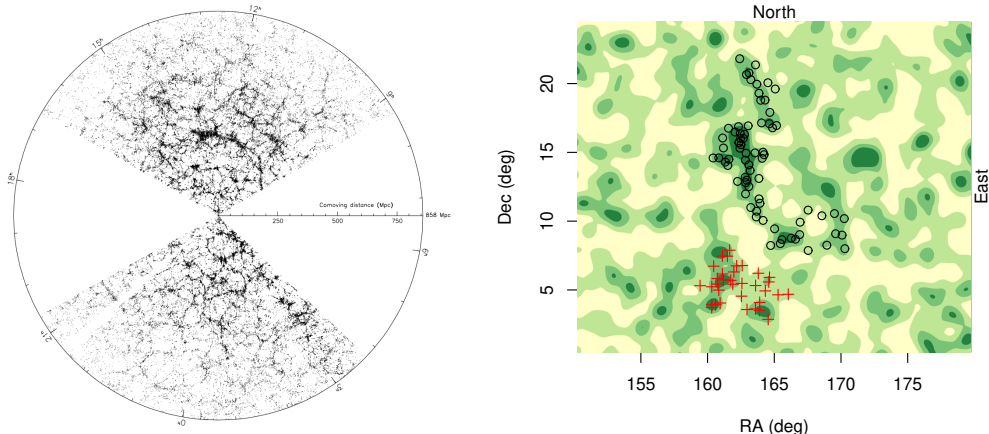 12ʰ
15ʰ
9ʰ
18ʰ
Comoving distance (Mpc)
250 500 750
858 Mpc
6ʰ
21ʰ
3ʰ
0ʰ
North
20
15
10
5
Dec (deg)
East
155 160 165 170 175
RA (deg)